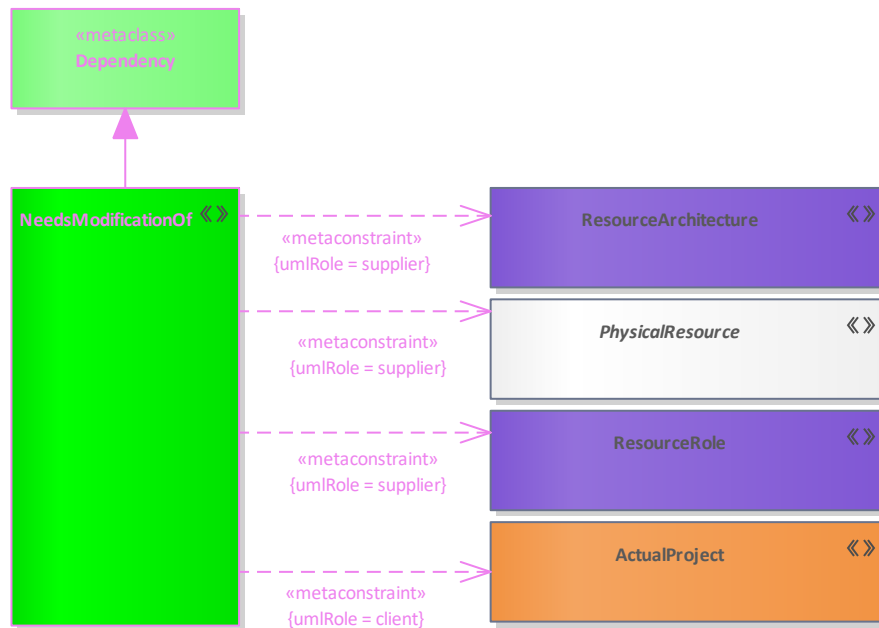 «metaclass»
Dependency
NeedsModificationOf «»
«metaconstraint»
{umlRole = supplier}
ResourceArchitecture «»
«metaconstraint»
{umlRole = supplier}
PhysicalResource «»
«metaconstraint»
{umlRole = supplier}
ResourceRole «»
«metaconstraint»
{umlRole = client}
ActualProject «»